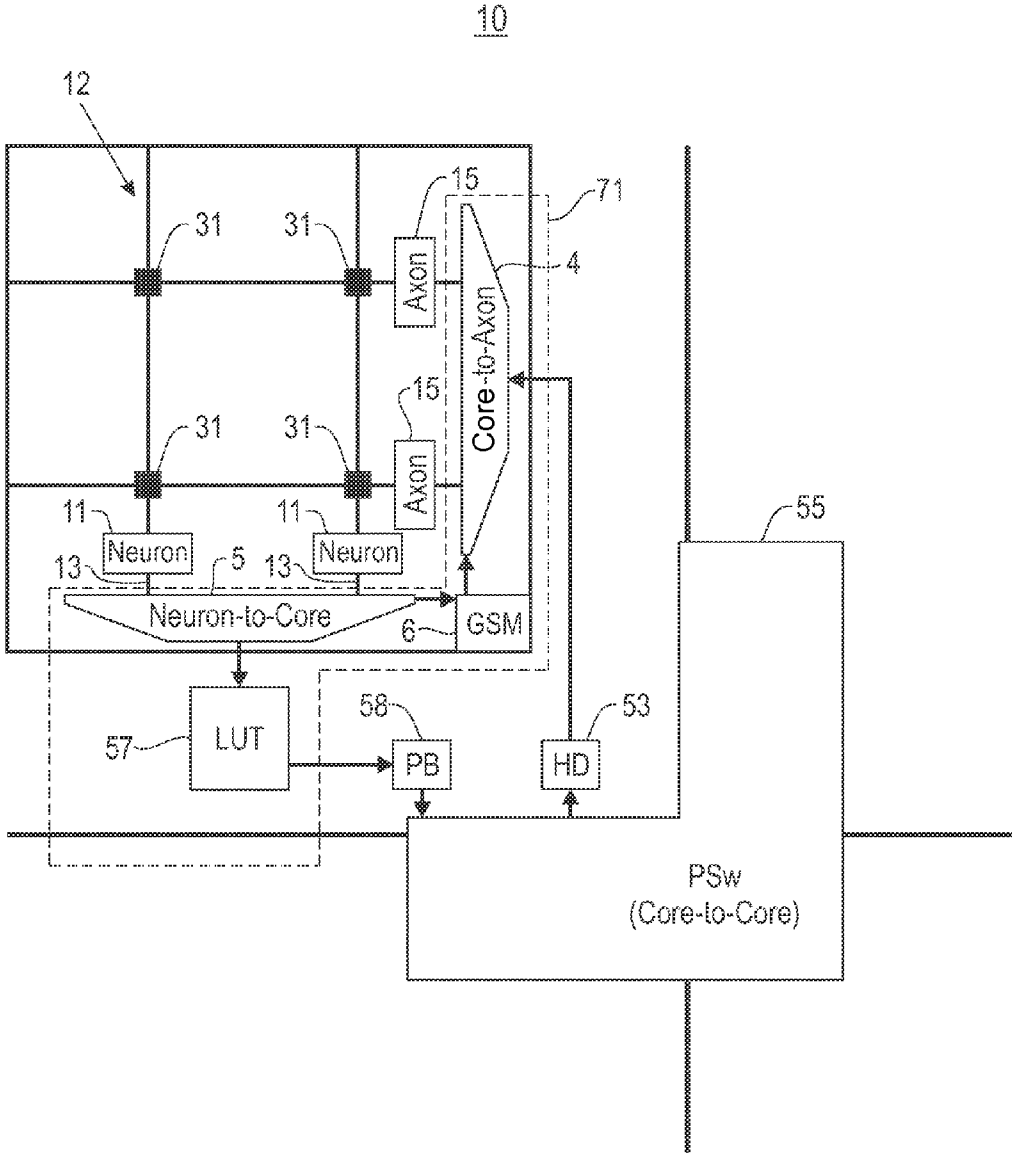 10
12
15
71
31
31
4
Axon
Core-to-Axon
15
31
31
Axon
55
11
11
Neuron
Neuron
13
13
5
Neuron-to-Core
6
GSM
58
53
57
LUT
PB
HD
PSw
(Core-to-Core)